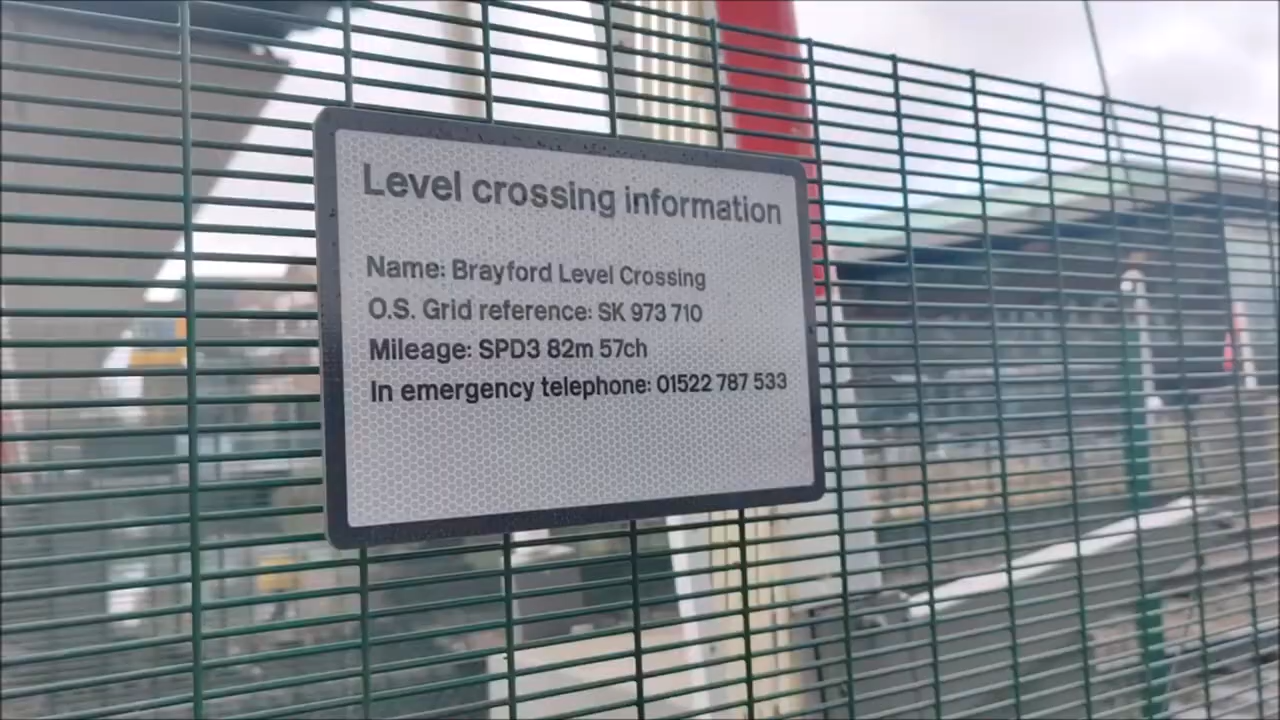 Level crossing information
Name: Brayford Level Crossing
O.S. Grid reference: SK 973 710
Mileage: SPD3 82m 57ch
In emergency telephone: 01522 787 533